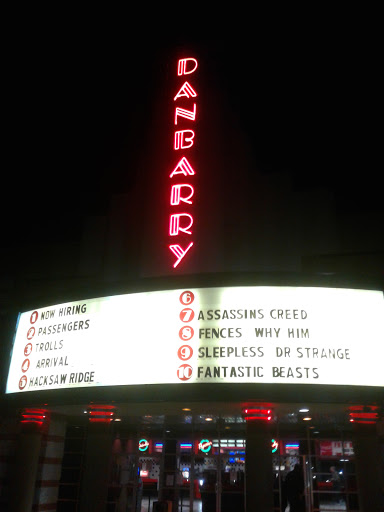 DANBARRY
1 NOW HIRING
2 PASSENGERS
3 TROLLS
4 ARRIVAL
5 HACKSAW RIDGE
6
7 ASSASSINS CREED
8 FENCES WHY HIM
9 SLEEPLESS DR STRANGE
10 FANTASTIC BEASTS